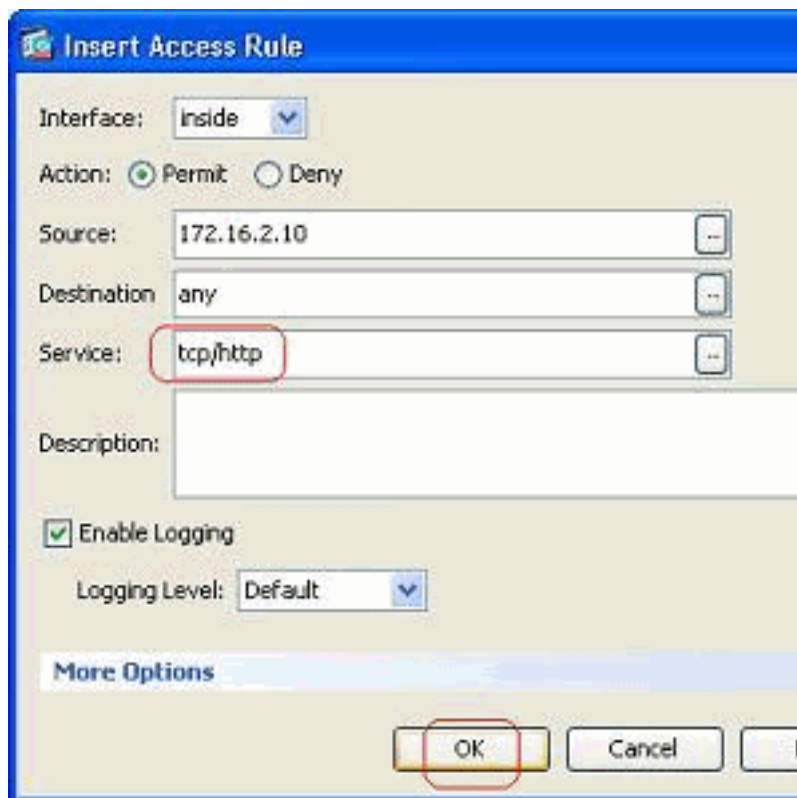 Insert Access Rule
Interface: inside
Action: Permit Deny
Source: 172.16.2.10 ...
Destination any ...
Service: tcp/http ...
Description:
Enable Logging
Logging Level: Default
More Options
OK Cancel